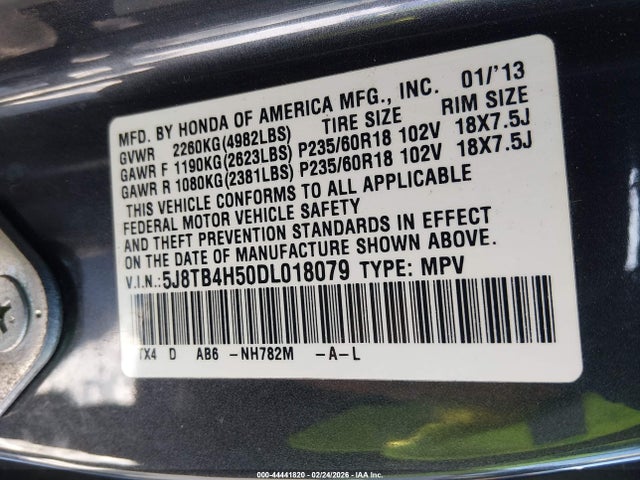 MFD. BY HONDA OF AMERICA MFG., INC. 01/'13
GVWR 2260KG(4982LBS) TIRE SIZE RIM SIZE
GAWR F 1190KG(2623LBS) P235/60R18 102V 18X7.5J
GAWR R 1080KG(2381LBS) P235/60R18 102V 18X7.5J
THIS VEHICLE CONFORMS TO ALL APPLICABLE
FEDERAL MOTOR VEHICLE SAFETY
AND THEFT PREVENTION STANDARDS IN EFFECT
ON THE DATE OF MANUFACTURE SHOWN ABOVE.
V.I.N.: 5J8TB4H50DL018079 TYPE: MPV
TX4 D AB6 -NH782M -A-L
000-44441820 - 02/24/2026 - IAA Inc.